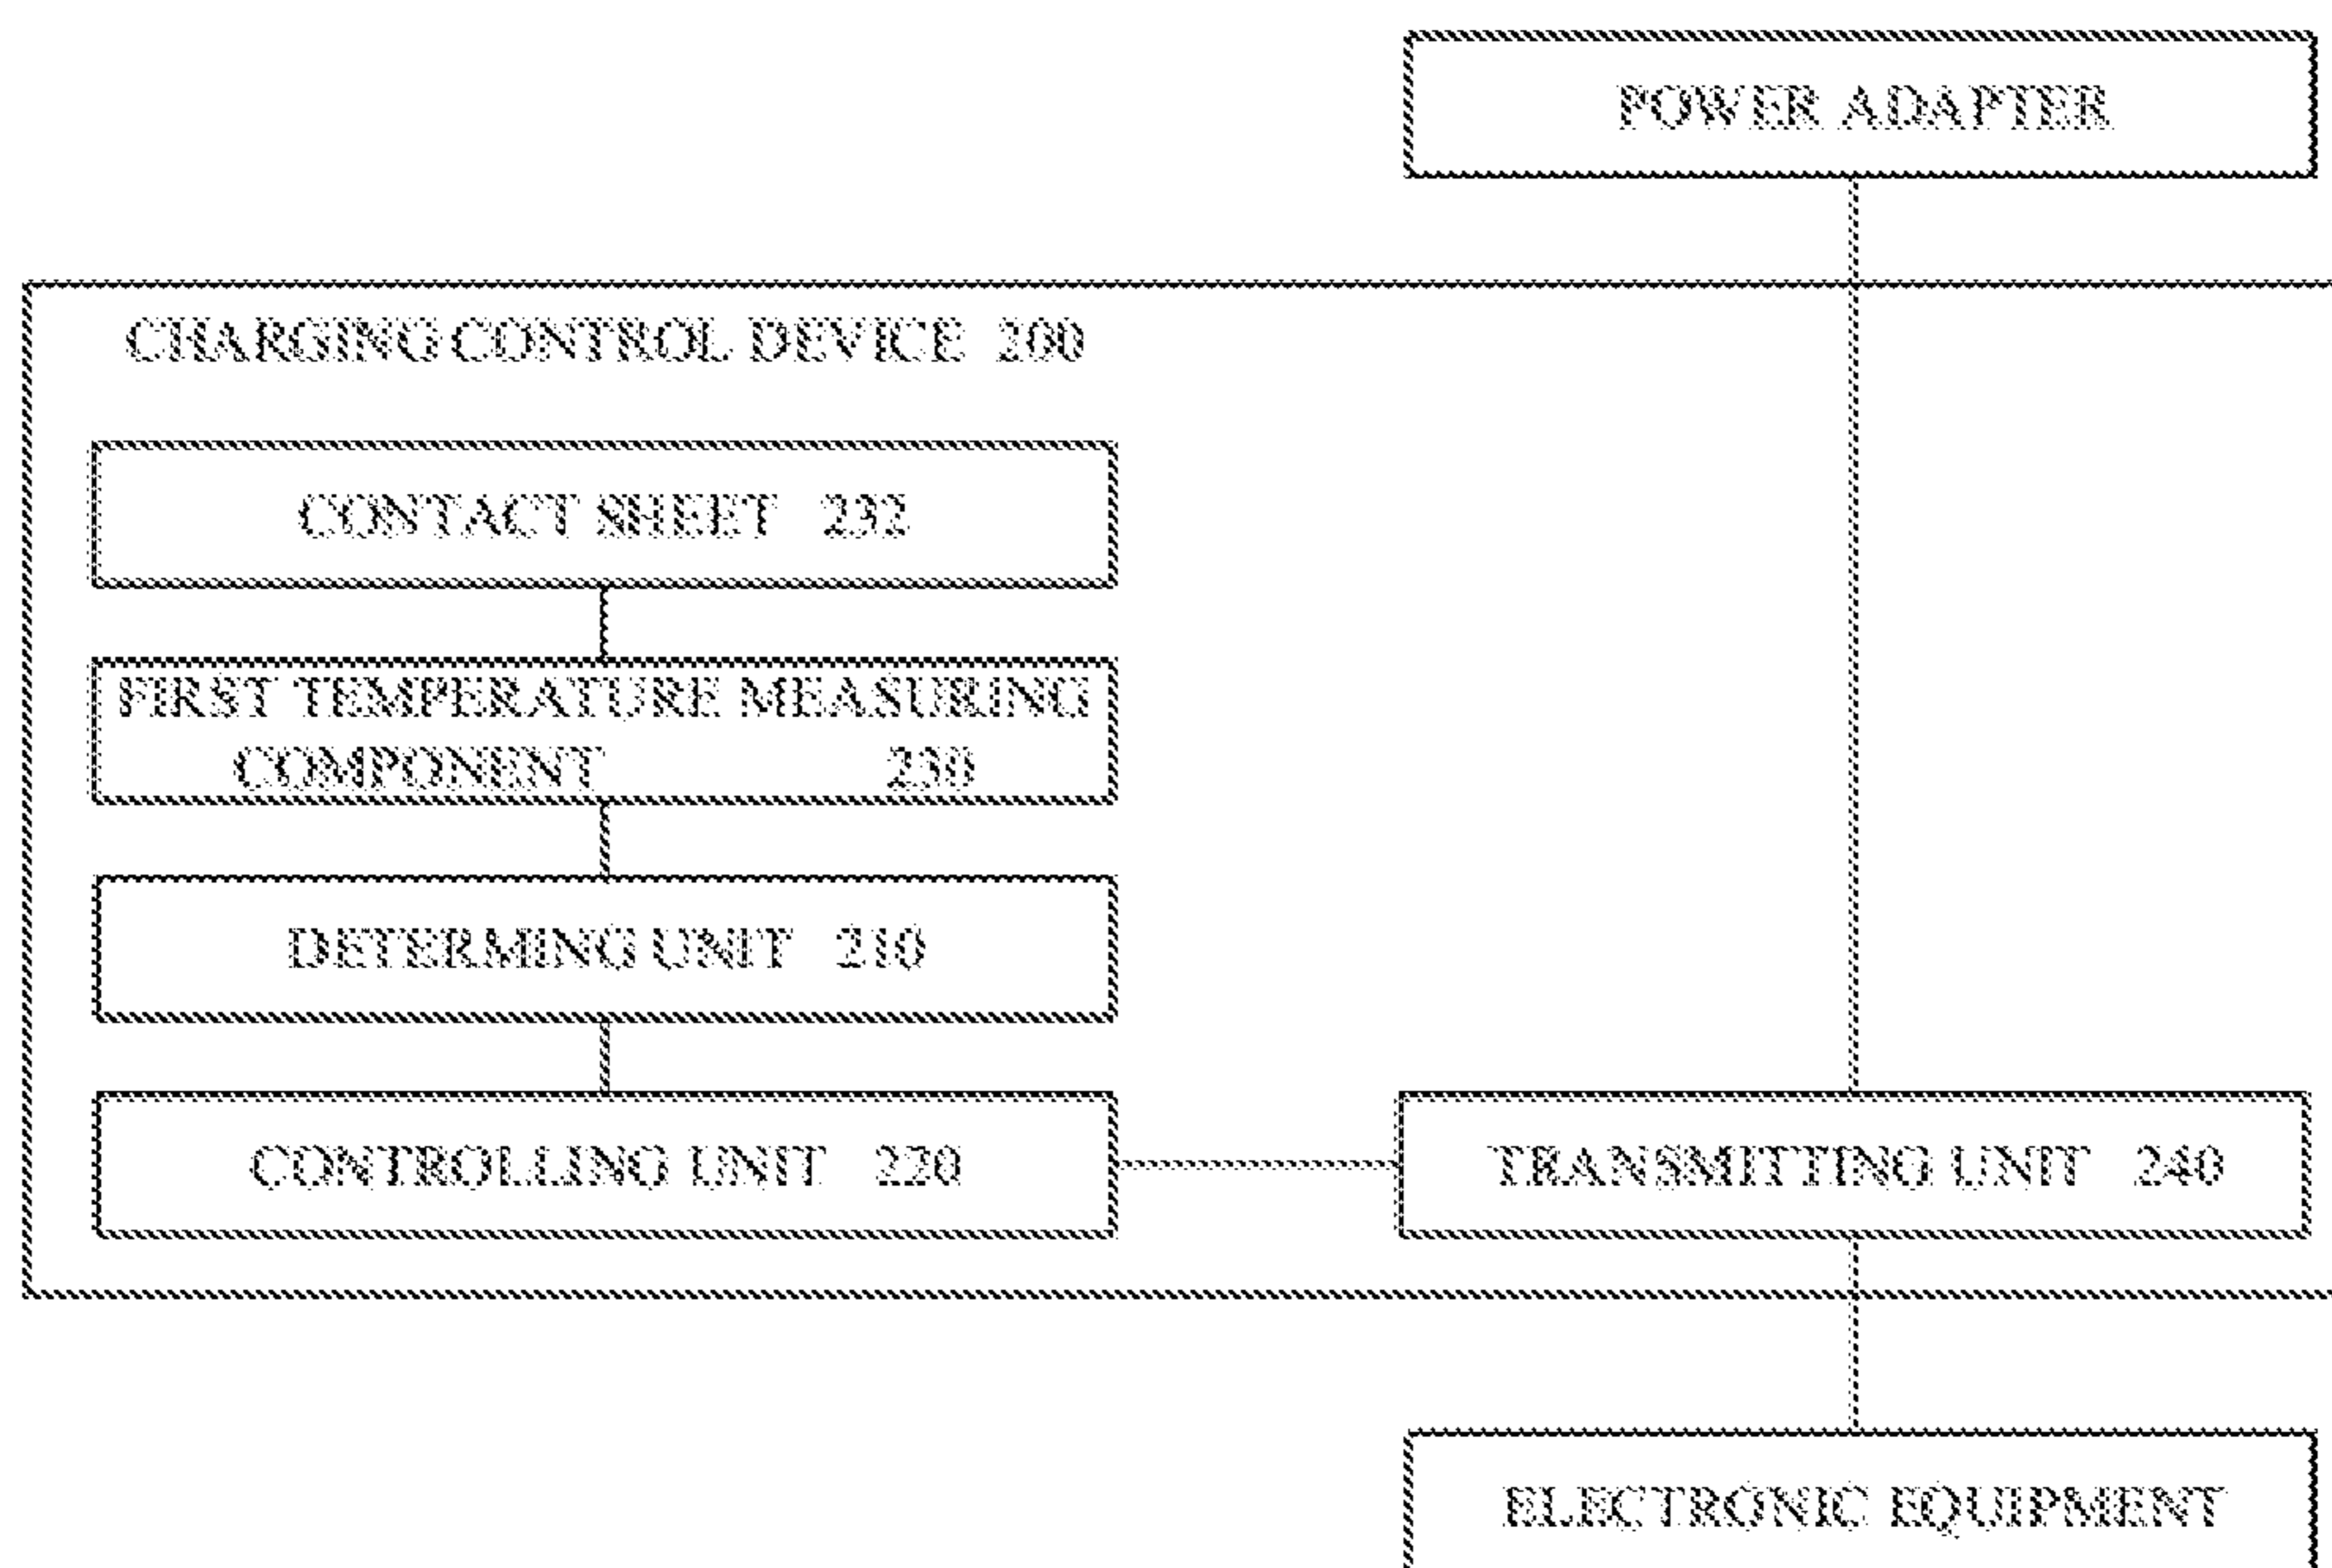 POWER ADAPTER
CHARGING CONTROL DEVICE 200
CONTACT SHEET 232
FIRST TEMPERATURE MEASURING
COMPONENT 230
DETERMING UNIT 210
CONTROLLING UNIT 220
TRANSMITTING UNIT 240
ELECTRONIC EQUIPMENT